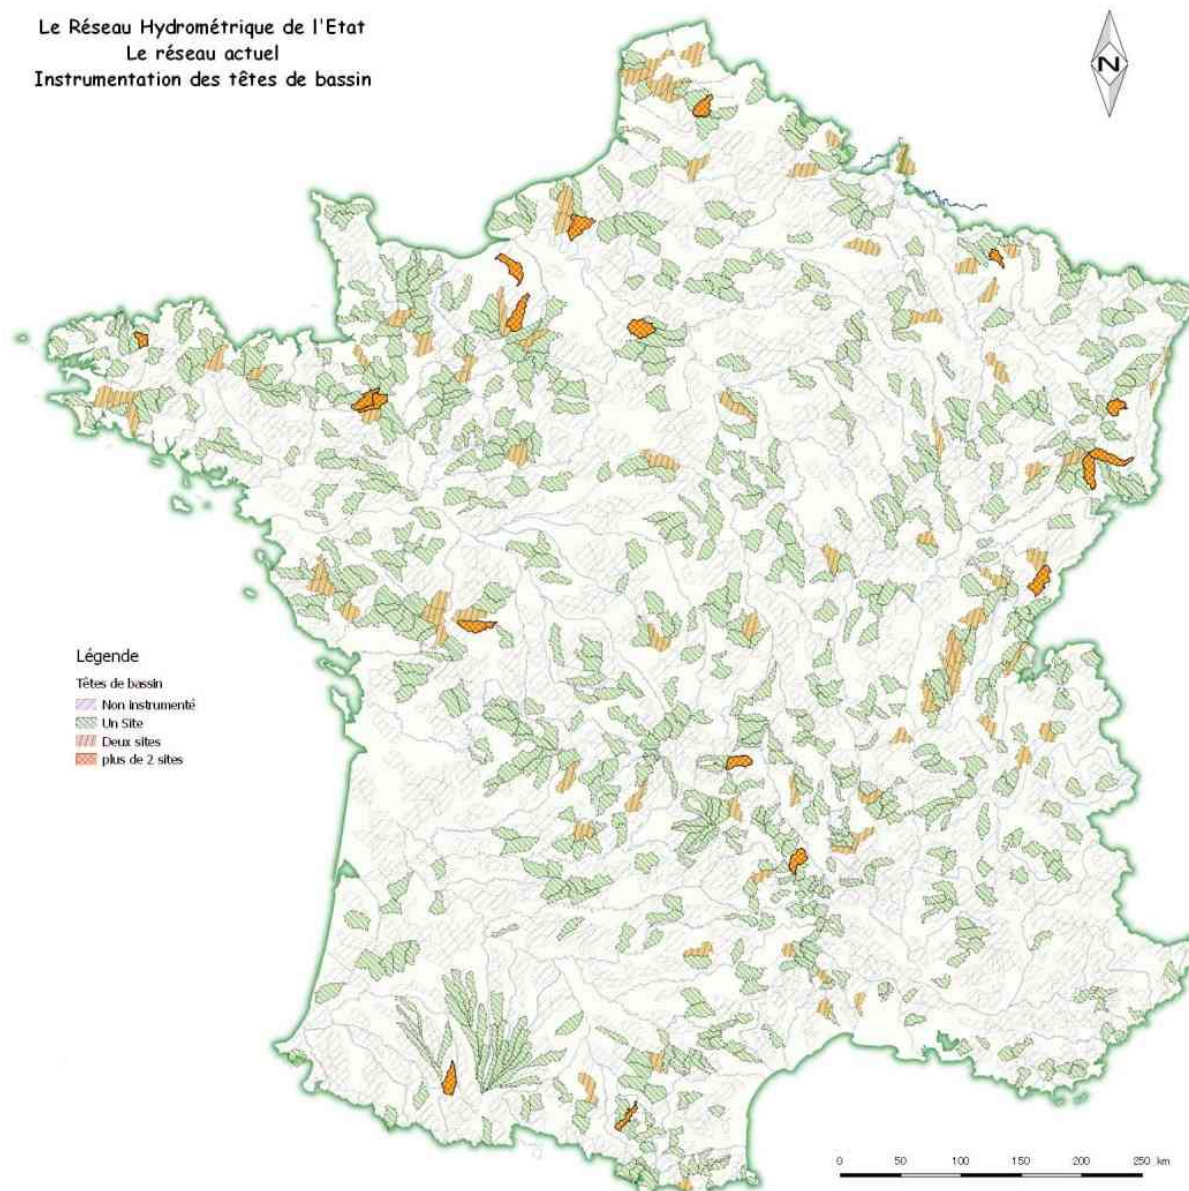 Le Réseau Hydrométrique de l'Etat
Le réseau actuel
Instrumentation des têtes de bassin
N
Légende
Têtes de bassin
Non instrumenté
Un Site
Deux sites
plus de 2 sites
0 50 100 150 200 250 km